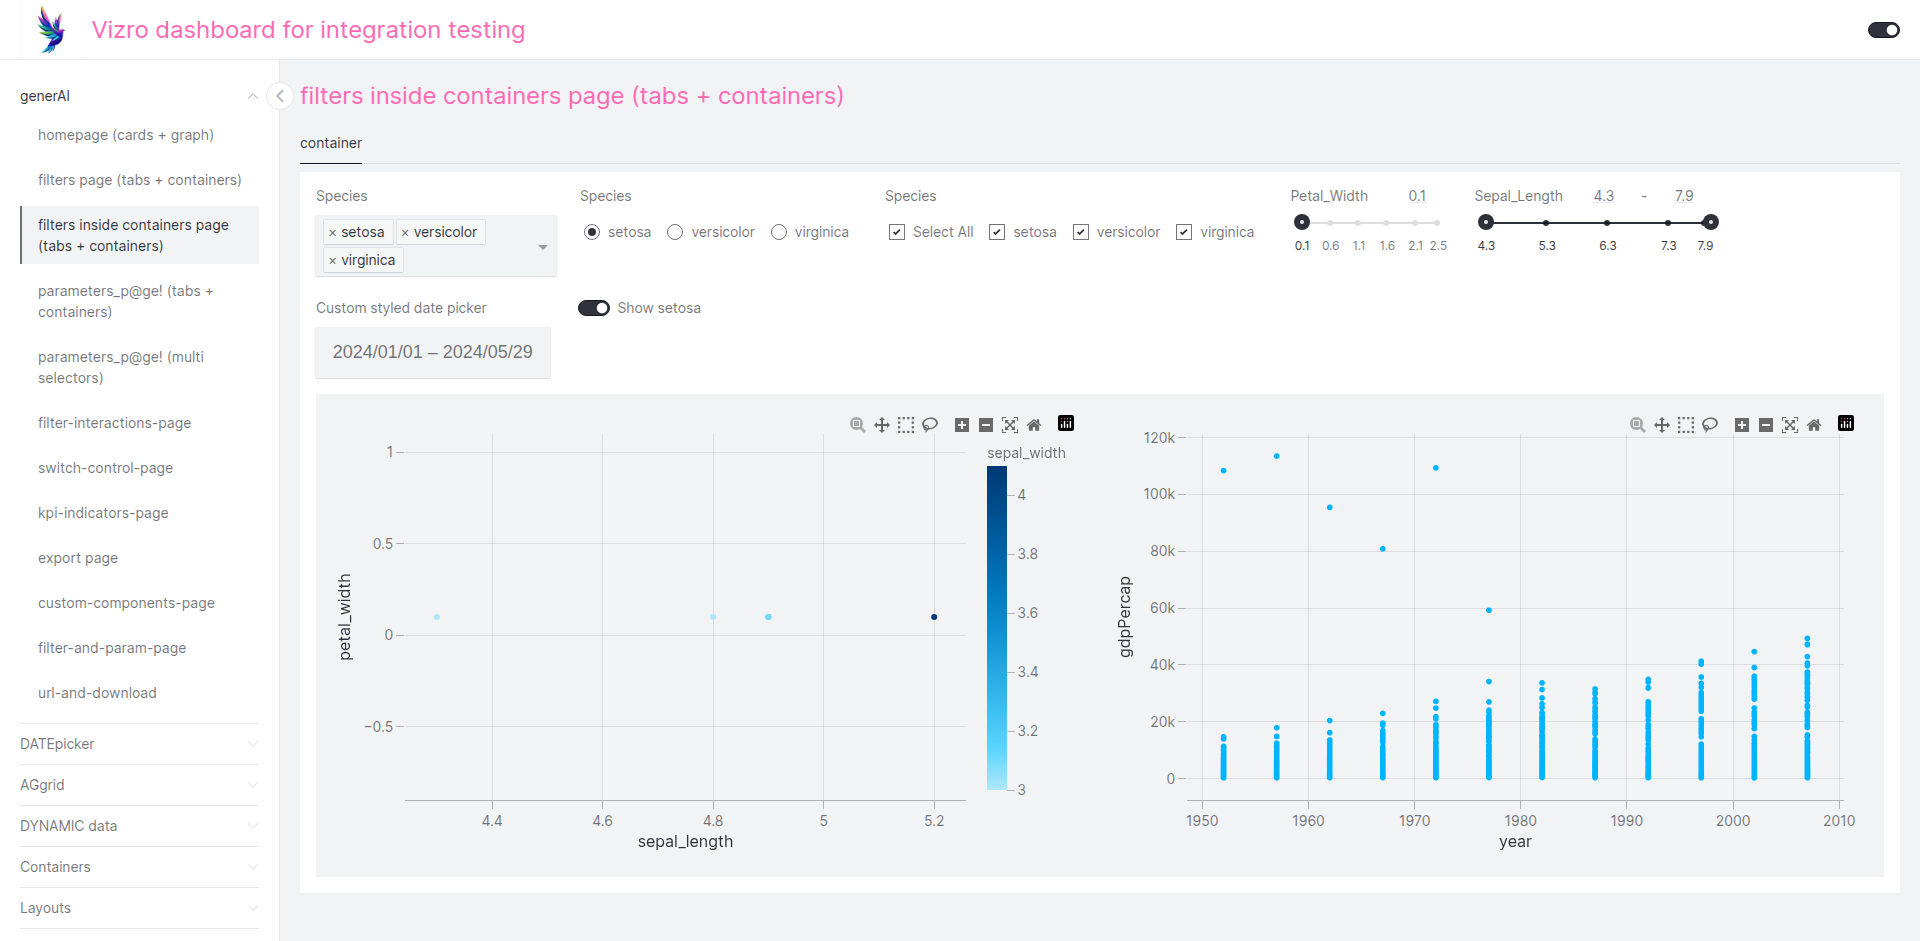 Vizro dashboard for integration testing
generAI
homepage (cards + graph)
filters page (tabs + containers)
filters inside containers page
(tabs + containers)
parameters_p@ge! (tabs +
containers)
parameters_p@ge! (multi
selectors)
filter-interactions-page
switch-control-page
kpi-indicators-page
export page
custom-components-page
filter-and-param-page
url-and-download
DATEpicker
AGgrid
DYNAMIC data
Containers
Layouts
filters inside containers page (tabs + containers)
container
Species
× setosa × versicolor
× virginica
Species
setosa versicolor virginica
Species
Select All setosa versicolor virginica
Petal_Width 0.1
0.1 0.6 1.1 1.6 2.1 2.5
Sepal_Length 4.3 - 7.9
4.3 5.3 6.3 7.3 7.9
Custom styled date picker
2024/01/01 – 2024/05/29
Show setosa
1
0.5
0
−0.5
petal_width
4.4 4.6 4.8 5 5.2
sepal_length
sepal_width
4
3.8
3.6
3.4
3.2
3
120k
100k
80k
60k
40k
20k
0
gdpPercap
1950 1960 1970 1980 1990 2000 2010
year